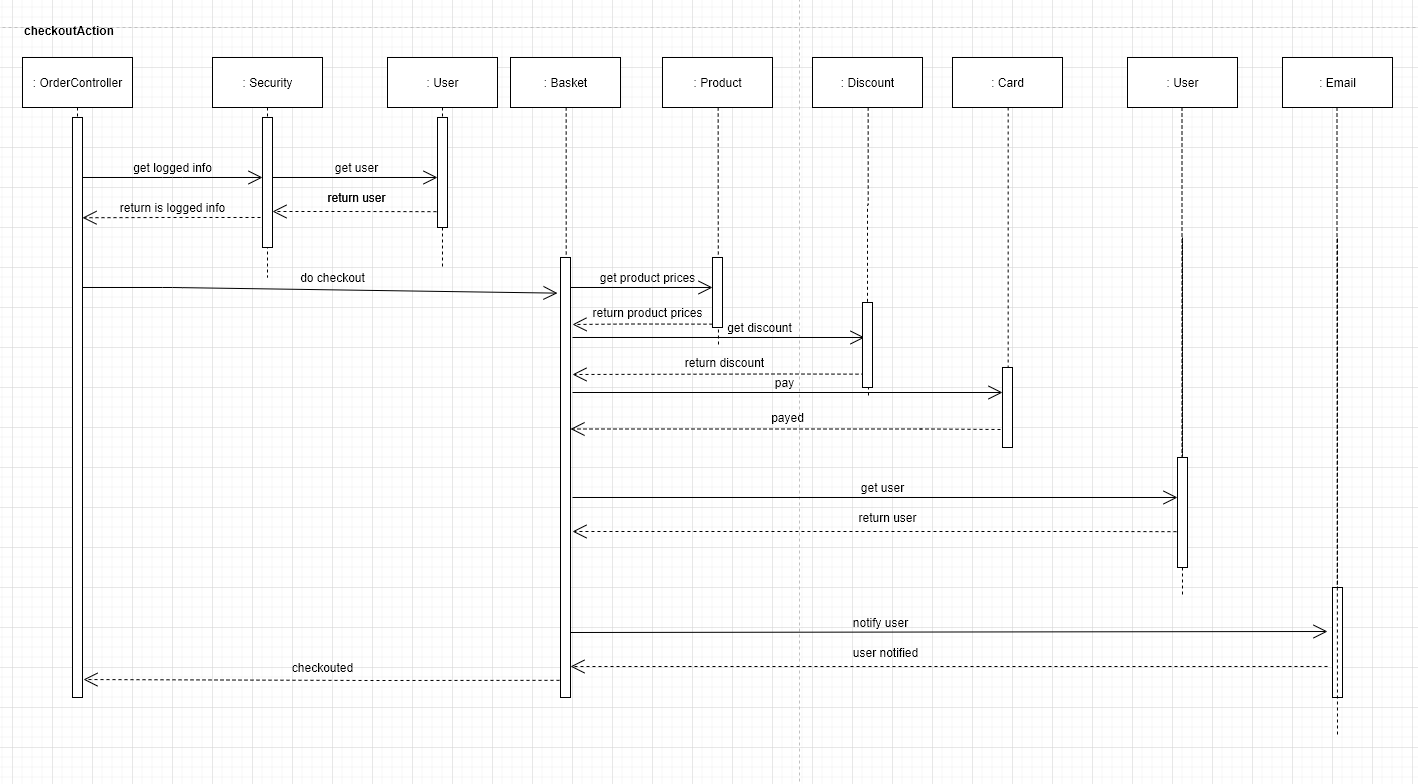 checkoutAction
: OrderController
: Security
: User
: Basket
: Product
: Discount
: Card
: User
: Email
get logged info
get user
return user
return is logged info
do checkout
get product prices
return product prices
get discount
return discount
pay
payed
get user
return user
notify user
user notified
checkouted